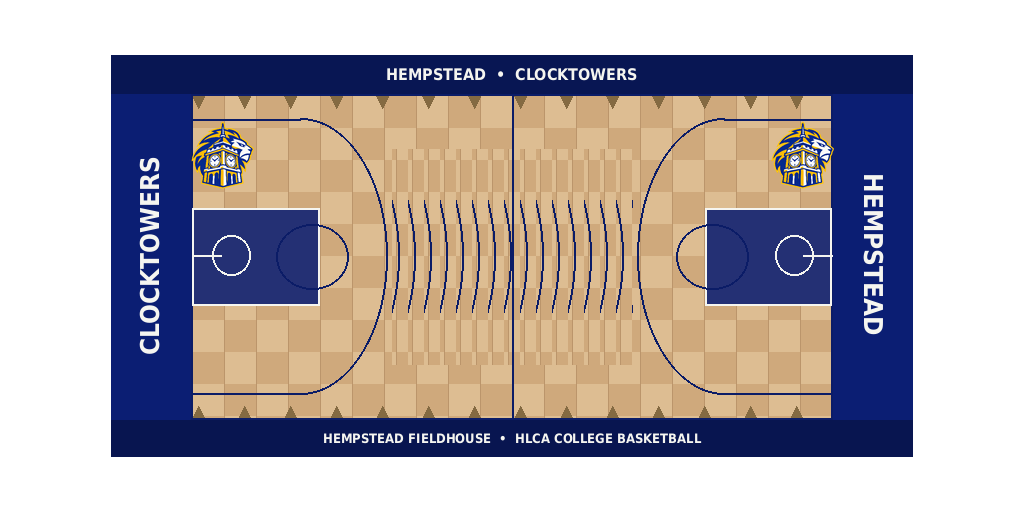 HEMPSTEAD • CLOCKTOWERS
CLOCKTOWERS
HEMPSTEAD
HEMPSTEAD FIELDHOUSE • HLCA COLLEGE BASKETBALL